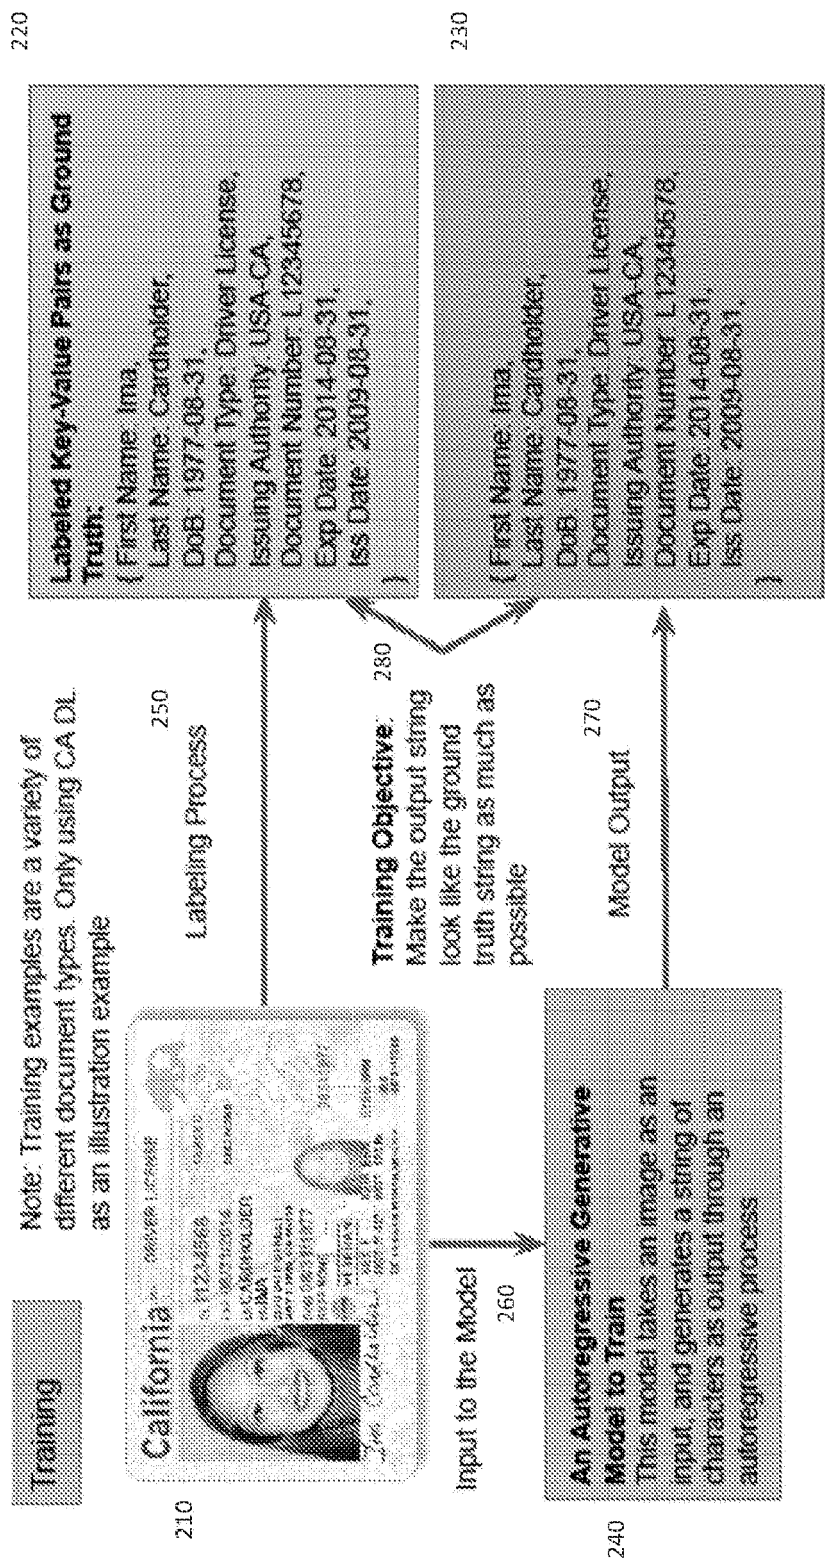 Training
Note: Training examples are a variety of
different document types. Only using CA DL
as an illustration example
210
California
DRIVER LICENSE
CARDHOLDER
IMA
Labeling Process
250
220
Labeled Key-Value Pairs as Ground
Truth:
{ First Name: Ima,
Last Name: Cardholder,
DoB: 1977-08-31,
Document Type: Driver License,
Issuing Authority: USA-CA,
Document Number: L12345678,
Exp Date: 2014-08-31,
Iss Date: 2009-08-31,
}
Training Objective:
Make the output string
look like the ground
truth string as much as
possible
280
Input to the Model
260
240
An Autoregressive Generative
Model to Train
This model takes an image as an
input, and generates a string of
characters as output through an
autoregressive process
Model Output
270
230
{ First Name: Ima,
Last Name: Cardholder,
DoB: 1977-08-31,
Document Type: Driver License,
Issuing Authority: USA-CA,
Document Number: L12345678,
Exp Date: 2014-08-31,
Iss Date: 2009-08-31,
}